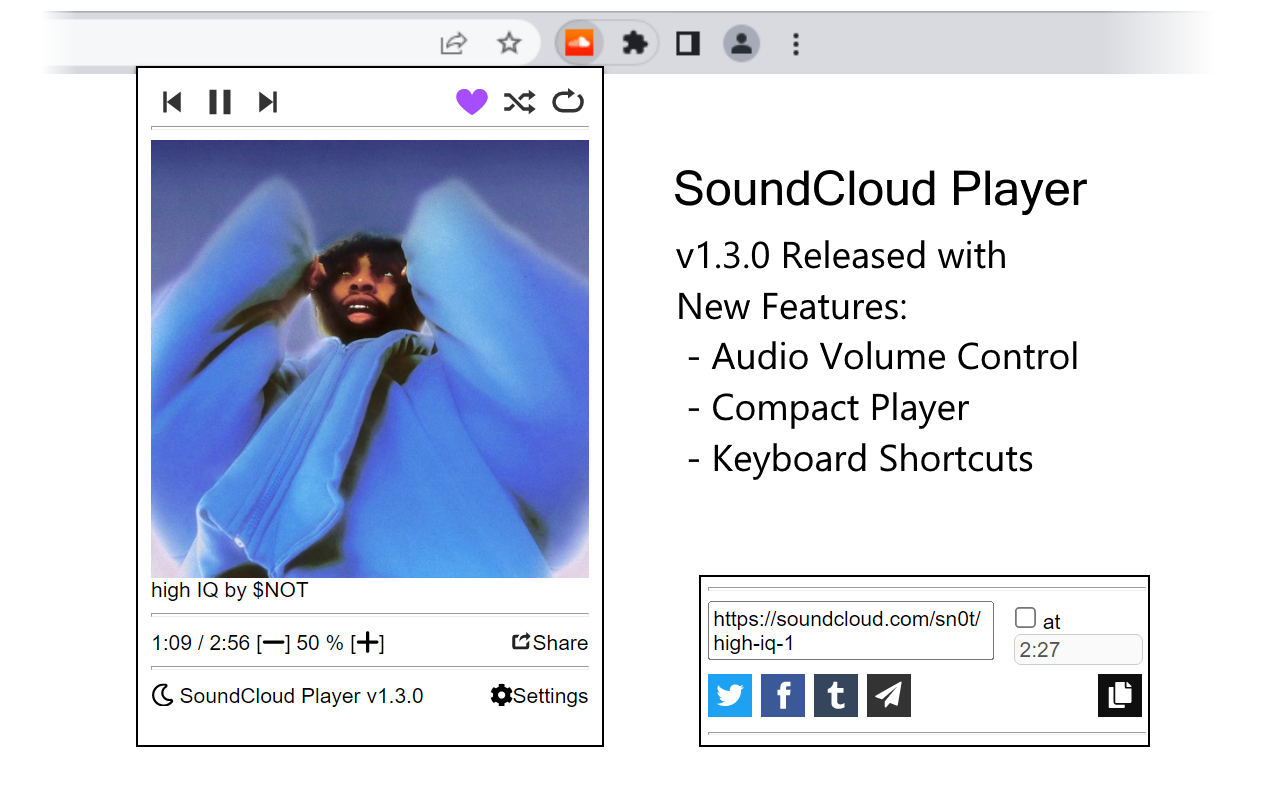 high IQ by $NOT
1:09 / 2:56 [−] 50 % [+]
Share
SoundCloud Player v1.3.0
Settings
SoundCloud Player
v1.3.0 Released with
New Features:
- Audio Volume Control
- Compact Player
- Keyboard Shortcuts
https://soundcloud.com/sn0t/
high-iq-1
at
2:27